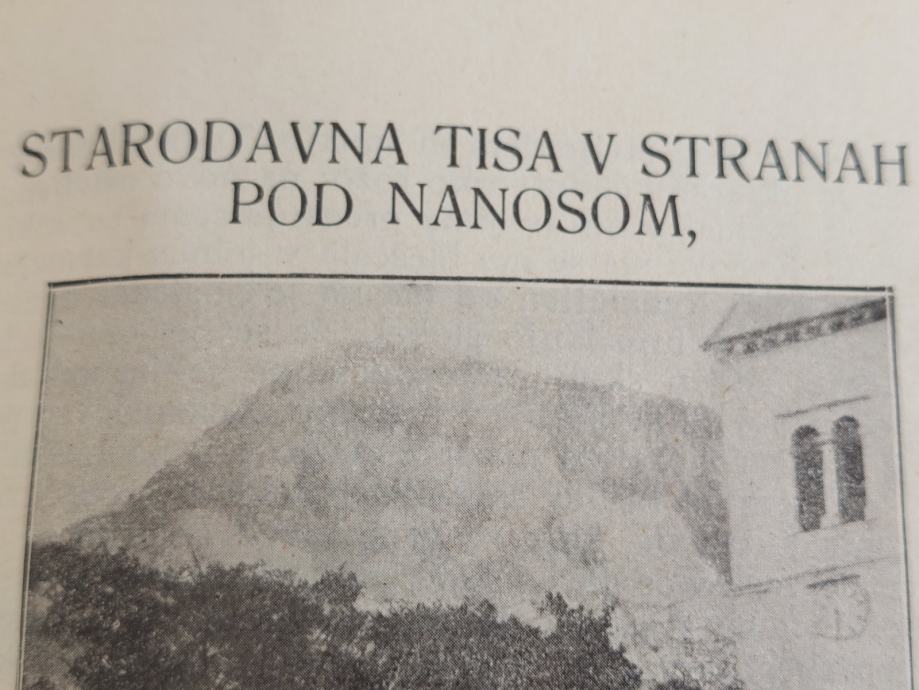 STARODAVNA TISA V STRANAH
POD NANOSOM,